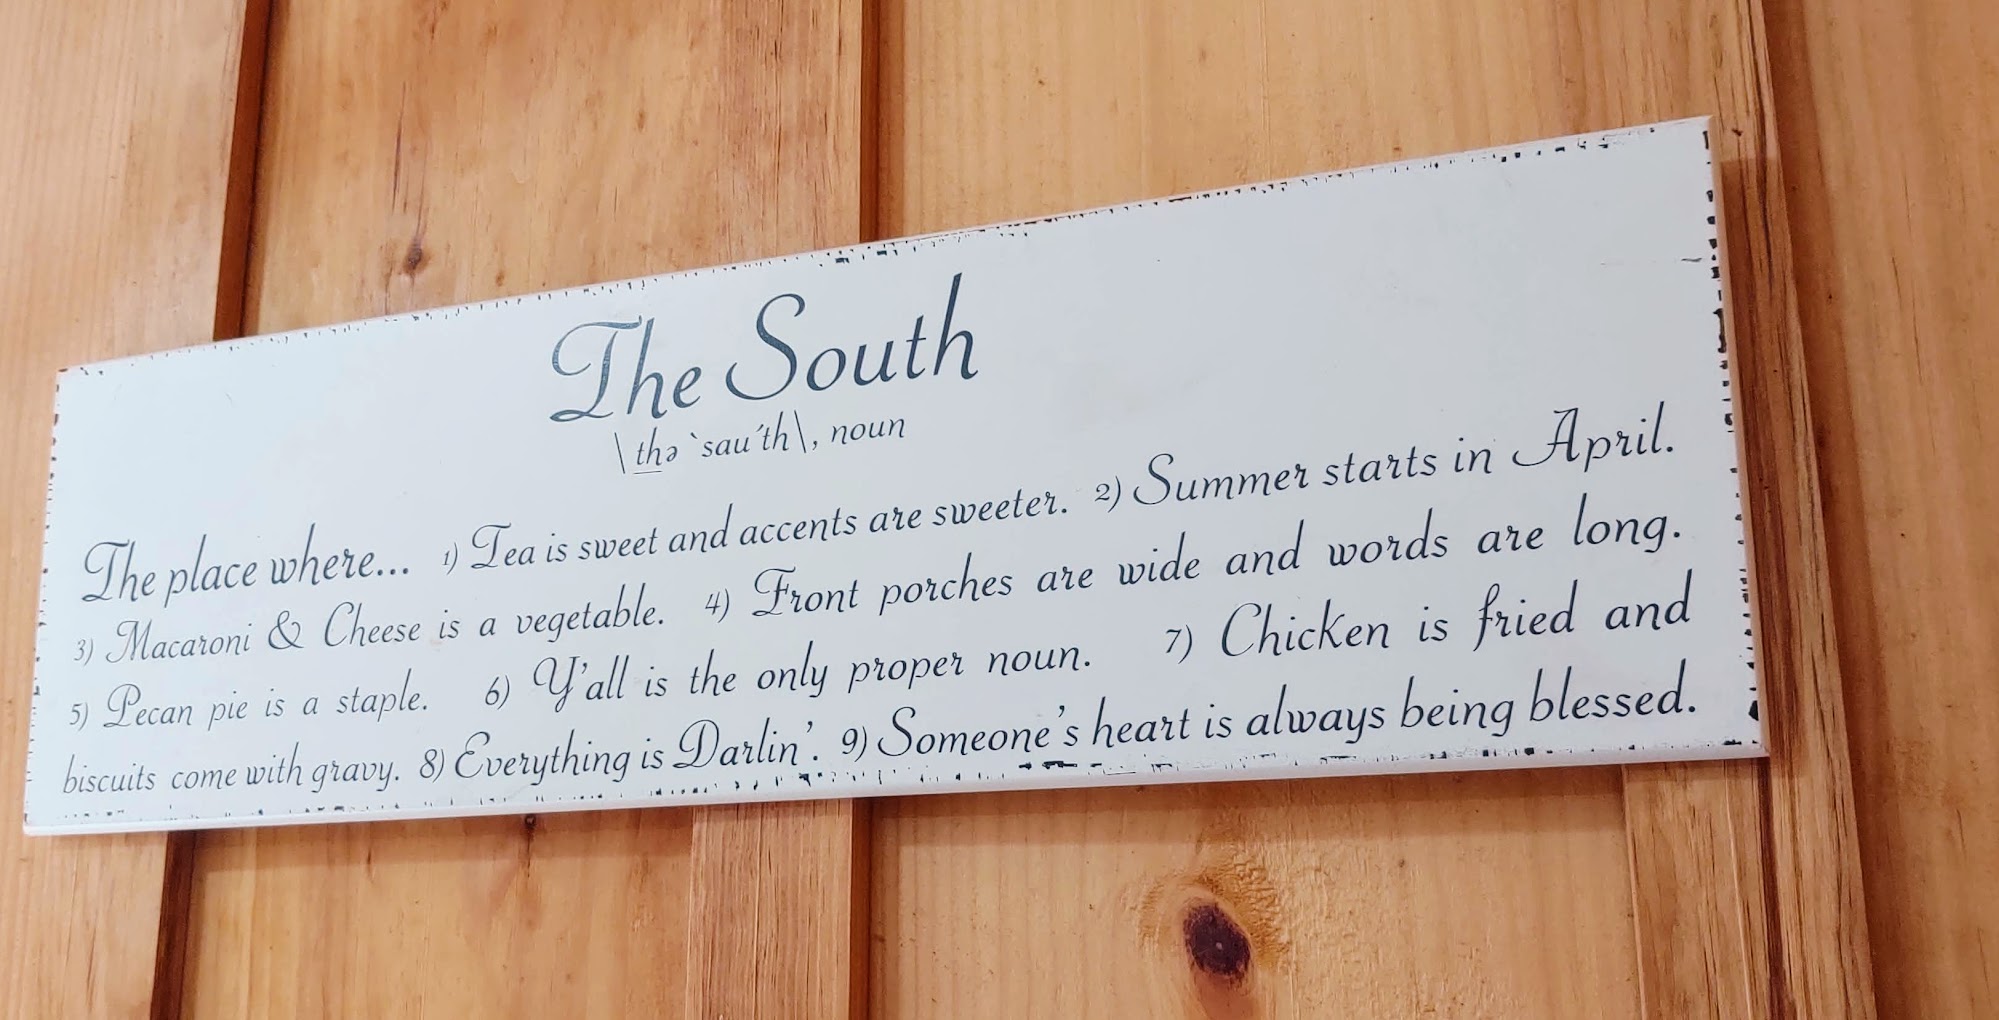 The South
\thə `sau´th\, noun
The place where... 1) Tea is sweet and accents are sweeter. 2) Summer starts in April.
3) Macaroni & Cheese is a vegetable. 4) Front porches are wide and words are long.
5) Pecan pie is a staple. 6) Y'all is the only proper noun. 7) Chicken is fried and
biscuits come with gravy. 8) Everything is Darlin'. 9) Someone's heart is always being blessed.